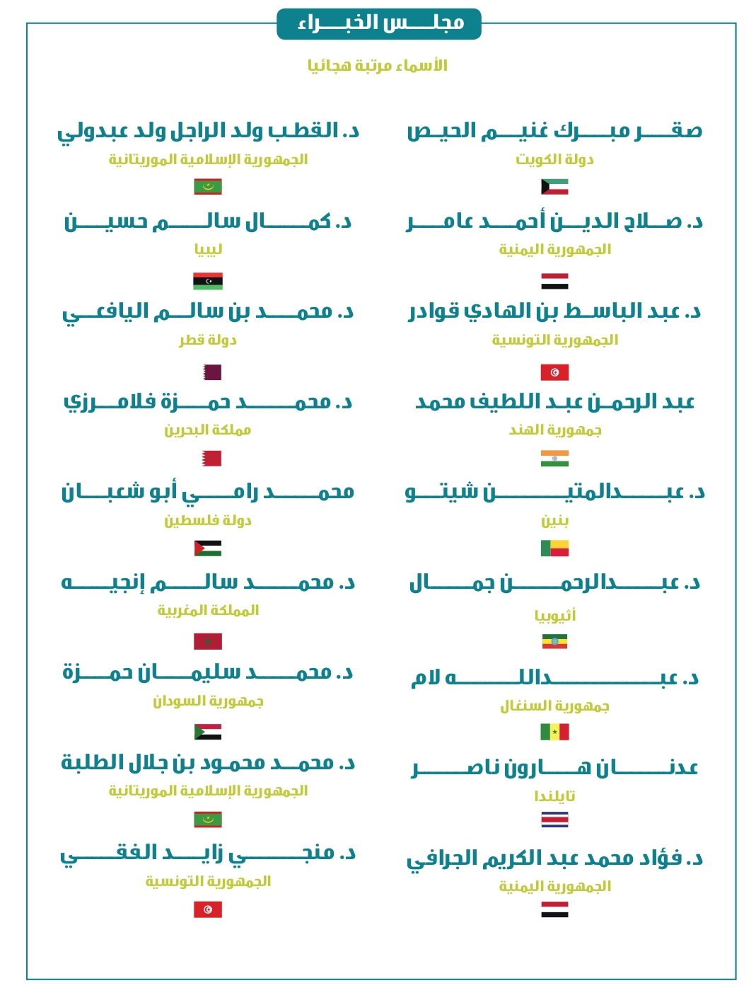 مجلس الخبراء
الأسماء مرتبة هجائيا
صقر مبرك غنيم الحيص
دولة الكويت
د. صلاح الدين أحمد عامر
الجمهورية اليمنية
د. عبد الباسط بن الهادي قوادر
الجمهورية التونسية
عبد الرحمن عبد اللطيف محمد
جمهورية الهند
د. عبدالمتين شيتو
بنين
د. عبدالرحمن جمال
أثيوبيا
د. عبدالله لام
جمهورية السنغال
عدنان هارون ناصر
تايلندا
د. فؤاد محمد عبد الكريم الجرافي
الجمهورية اليمنية
د. القطب ولد الراجل ولد عبدولي
الجمهورية الإسلامية الموريتانية
د. كمال سالم حسين
ليبيا
د. محمد بن سالم اليافعي
دولة قطر
د. محمد حمزة فلامرزي
مملكة البحرين
محمد رامي أبو شعبان
دولة فلسطين
د. محمد سالم إنجيه
المملكة المغربية
د. محمد سليمان حمزة
جمهورية السودان
د. محمد محمود بن جلال الطلبة
الجمهورية الإسلامية الموريتانية
د. منجي زايد الفقي
الجمهورية التونسية